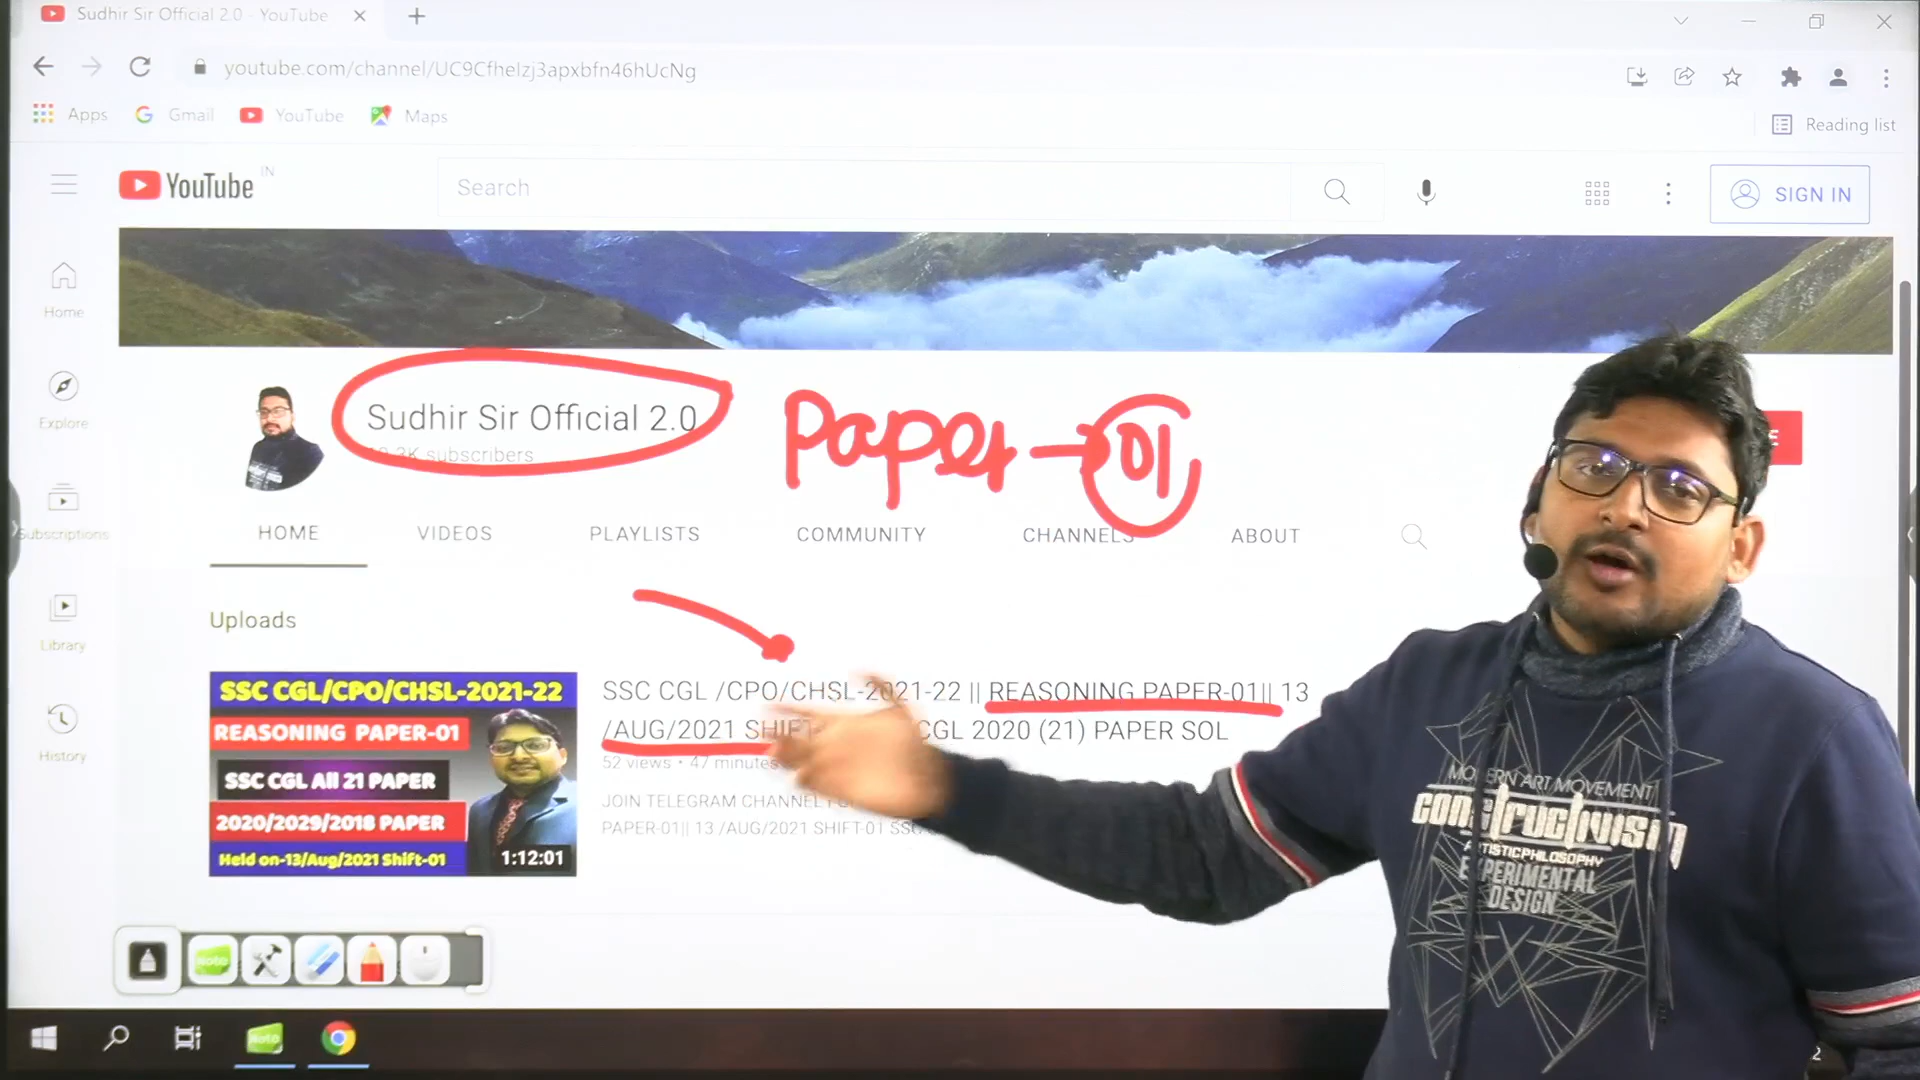 Sudhir Sir Official 2.0 - YouTube
youtube.com/channel/UC9Cfhelzj3apxbfn46hUcNg
Apps Gmail YouTube Maps
Reading list
YouTube IN
Search
SIGN IN
Home
Explore
Subscriptions
Library
History
Sudhir Sir Official 2.0
subscribers
Paper - 01
HOME VIDEOS PLAYLISTS COMMUNITY CHANNELS ABOUT
Uploads
SSC CGL/CPO/CHSL-2021-22
REASONING PAPER-01
SSC CGL All 21 PAPER
2020/2029/2018 PAPER
Held on-13/Aug/2021 Shift-01
1:12:01
SSC CGL /CPO/CHSL-2021-22 || REASONING PAPER-01|| 13
/AUG/2021 SHIFT- CGL 2020 (21) PAPER SOL
52 views • 47 minutes
JOIN TELEGRAM CHANNEL
PAPER-01|| 13 /AUG/2021 SHIFT-01
Note
Note
MODERN ART MOVEMENT
constructivism
ARTISTIC PHILOSOPHY
EXPERIMENTAL
DESIGN